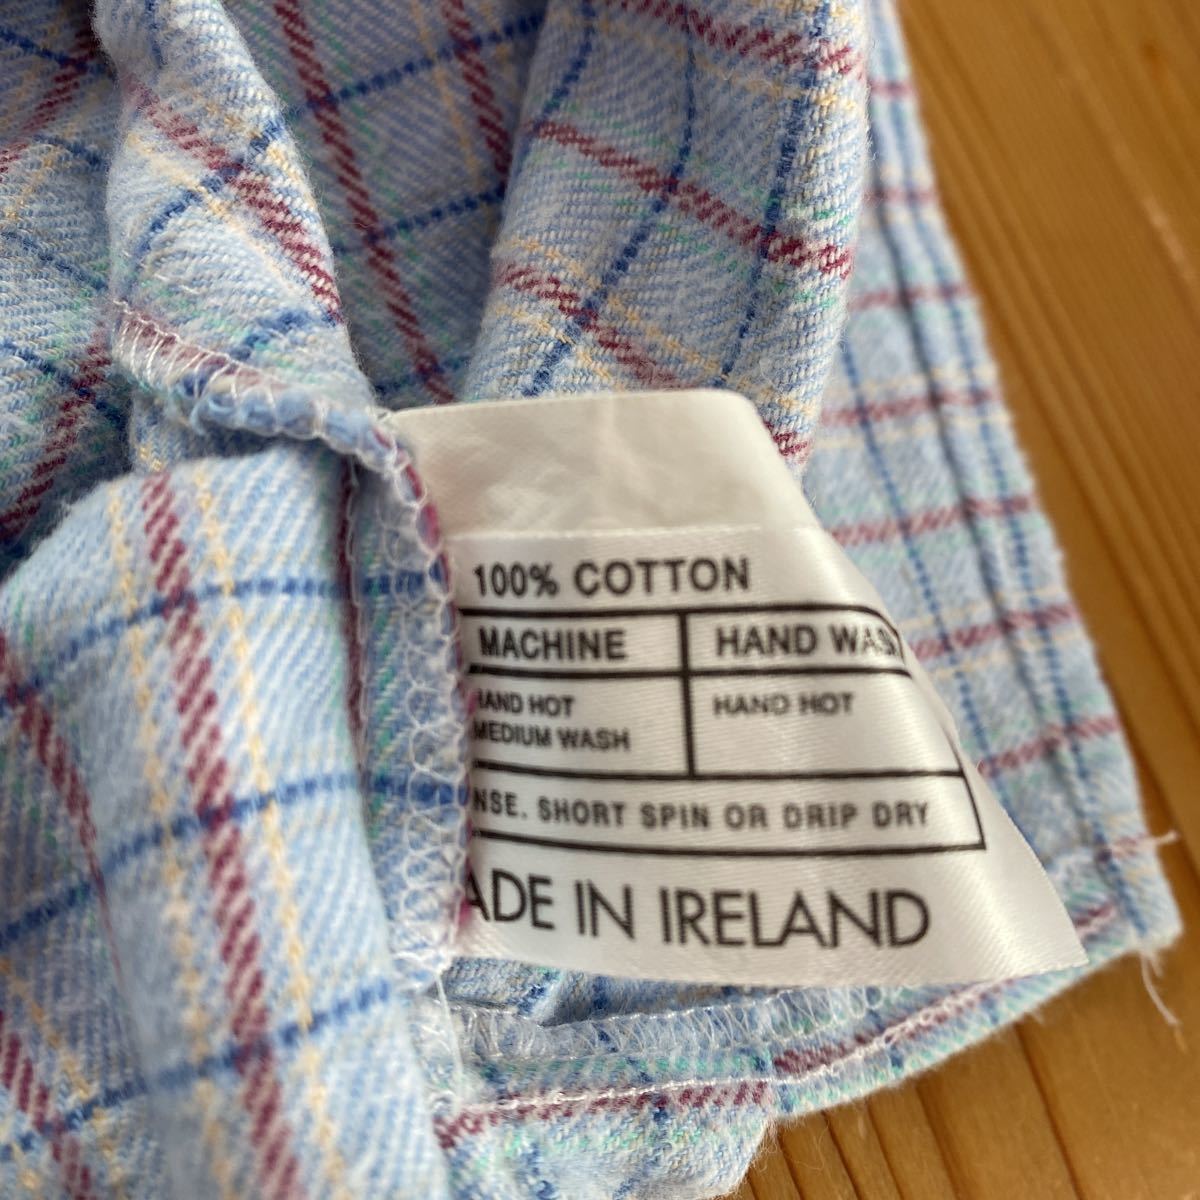 100% COTTON
MACHINE HAND WAS
HAND HOT HAND HOT
MEDIUM WASH
NSE. SHORT SPIN OR DRIP DRY
ADE IN IRELAND